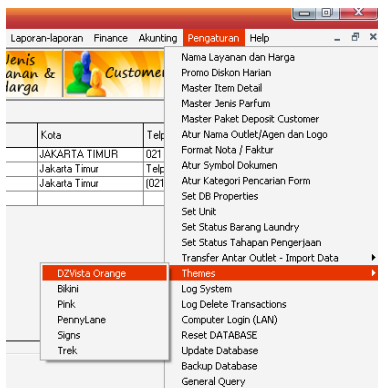 Laporan-laporan Finance Akunting Pengaturan Help
Jenis
anan &
Harga
Customer
Kota Telp
JAKARTA TIMUR 021
Jakarta Timur Telp
Jakarta Timur (021
Nama Layanan dan Harga
Promo Diskon Harian
Master Item Detail
Master Jenis Parfum
Master Paket Deposit Customer
Atur Nama Outlet/Agen dan Logo
Format Nota / Faktur
Atur Symbol Dokumen
Atur Kategori Pencarian Form
Set DB Properties
Set Unit
Set Status Barang Laundry
Set Status Tahapan Pengerjaan
Transfer Antar Outlet - Import Data
Themes
Log System
Log Delete Transactions
Computer Login (LAN)
Reset DATABASE
Update Database
Backup Database
General Query
DZVista Orange
Bikini
Pink
PennyLane
Signs
Trek